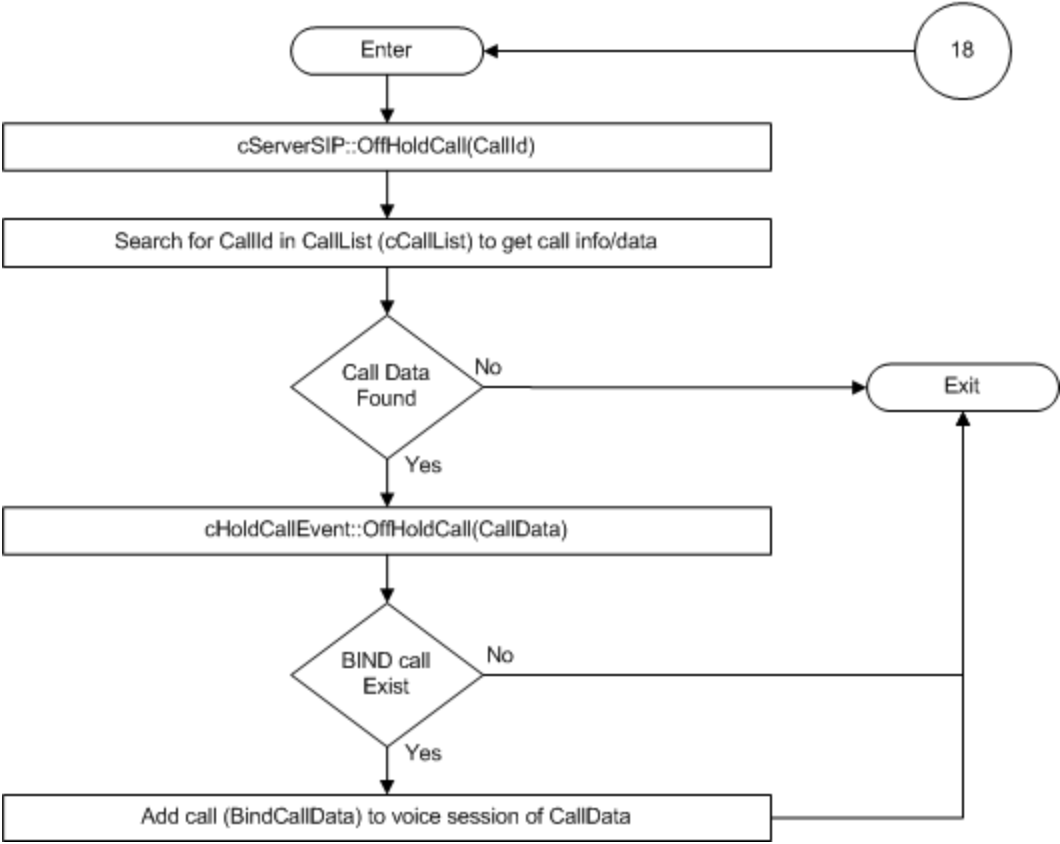 Enter
18
cServerSIP::OffHoldCall(CallId)
Search for CallId in CallList (cCallList) to get call info/data
Call Data
Found
No
Exit
Yes
cHoldCallEvent::OffHoldCall(CallData)
BIND call
Exist
No
Yes
Add call (BindCallData) to voice session of CallData